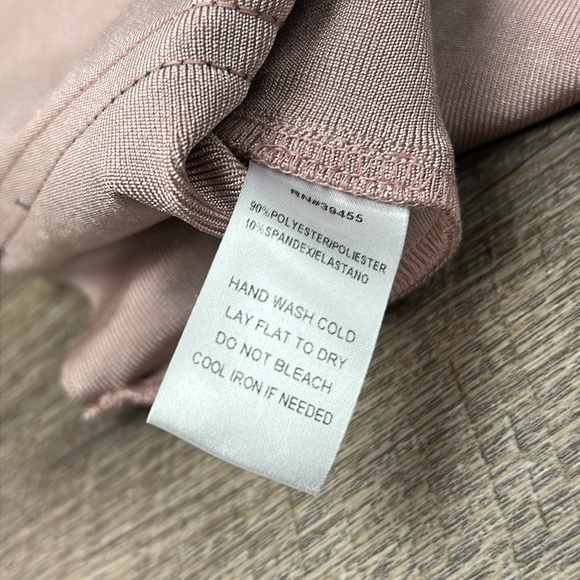 RN#39455
90%POLYESTER/POLIESTER
10%SPANDEX/ELASTANO
HAND WASH COLD
LAY FLAT TO DRY
DO NOT BLEACH
COOL IRON IF NEEDED